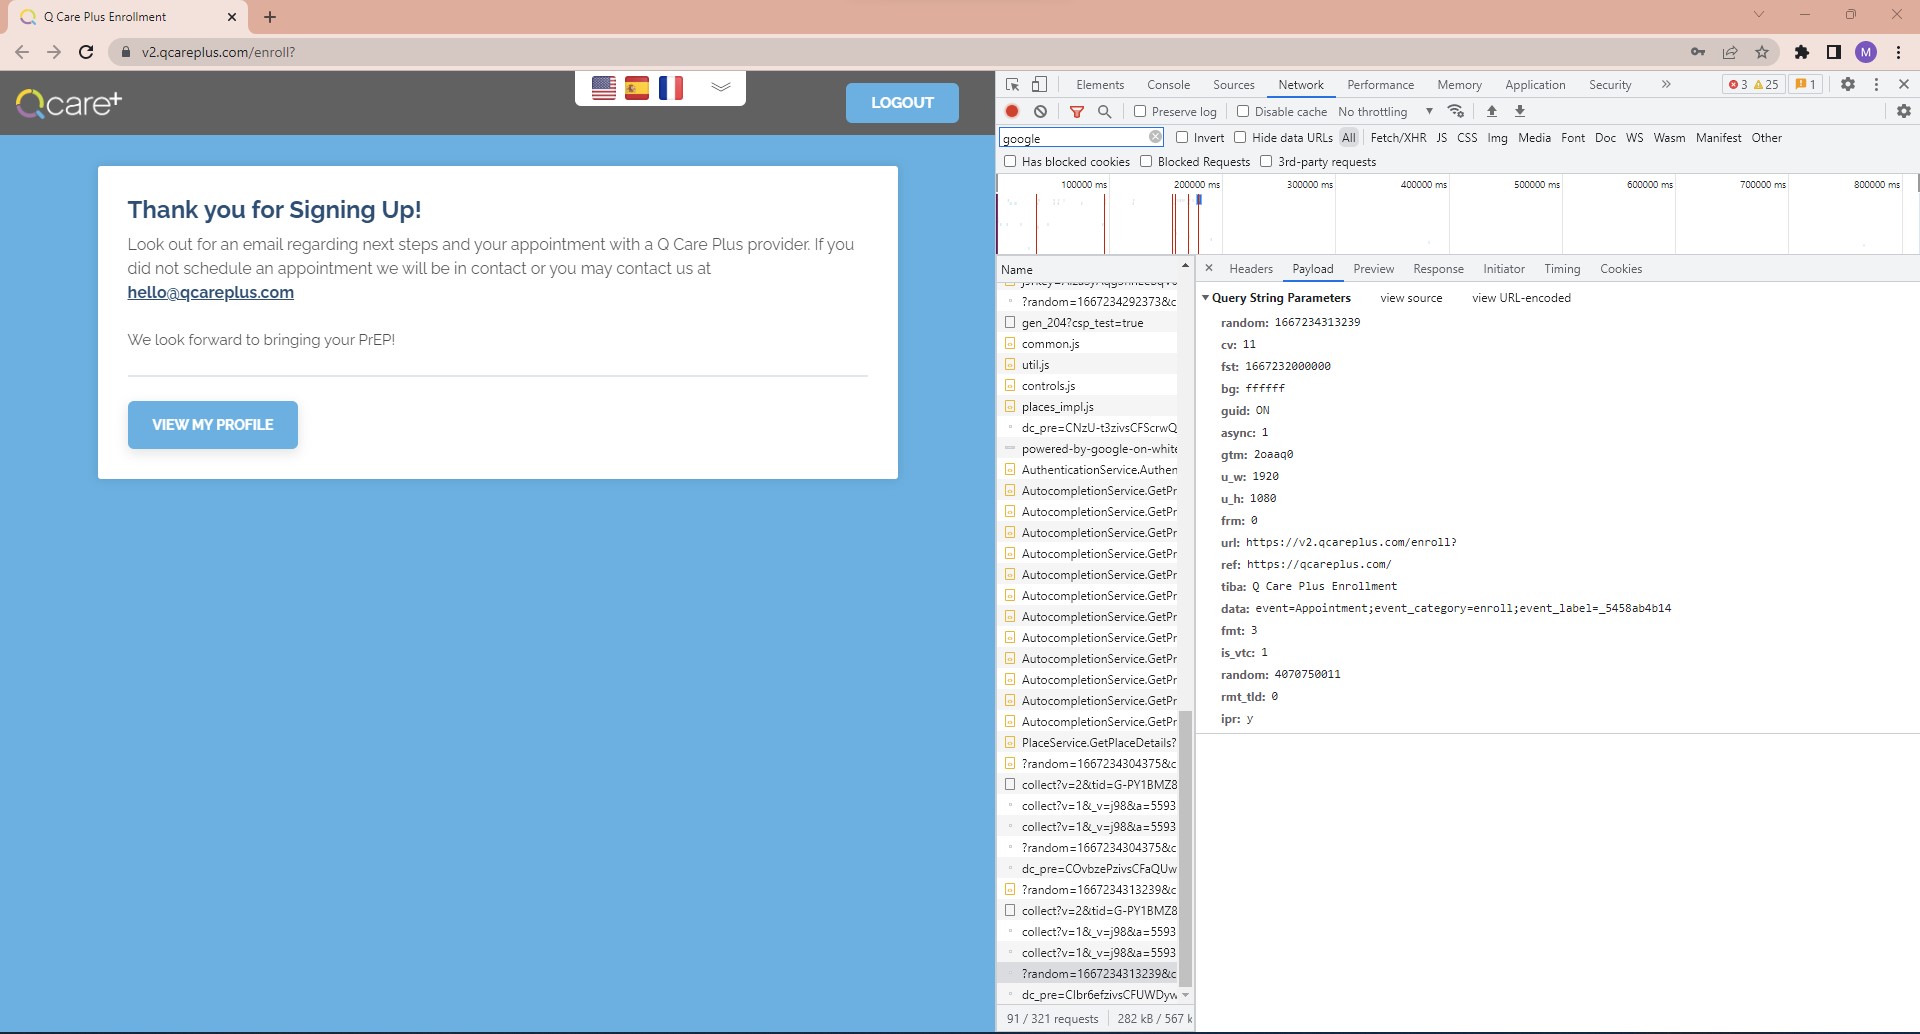 Q Care Plus Enrollment
v2.qcareplus.com/enroll?
M
Qcare+
LOGOUT
Thank you for Signing Up!
Look out for an email regarding next steps and your appointment with a Q Care Plus provider. If you
did not schedule an appointment we will be in contact or you may contact us at
hello@qcareplus.com
We look forward to bringing your PrEP!
VIEW MY PROFILE
Elements Console Sources Network Performance Memory Application Security » 3 25 1
Preserve log Disable cache No throttling
google Invert Hide data URLs All Fetch/XHR JS CSS Img Media Font Doc WS Wasm Manifest Other
Has blocked cookies Blocked Requests 3rd-party requests
100000 ms 200000 ms 300000 ms 400000 ms 500000 ms 600000 ms 700000 ms 800000 ms
Name
?random=1667234292373&c
gen_204?csp_test=true
common.js
util.js
controls.js
places_impl.js
dc_pre=CNzU-t3zivsCFScrwQ
powered-by-google-on-white
AuthenticationService.Authen
AutocompletionService.GetPr
AutocompletionService.GetPr
AutocompletionService.GetPr
AutocompletionService.GetPr
AutocompletionService.GetPr
AutocompletionService.GetPr
AutocompletionService.GetPr
AutocompletionService.GetPr
AutocompletionService.GetPr
AutocompletionService.GetPr
AutocompletionService.GetPr
AutocompletionService.GetPr
PlaceService.GetPlaceDetails?
?random=1667234304375&c
collect?v=2&tid=G-PY1BMZ8
collect?v=1&_v=j98&a=5593
collect?v=1&_v=j98&a=5593
?random=1667234304375&c
dc_pre=COvbzePzivsCFaQUw
?random=1667234313239&c
collect?v=2&tid=G-PY1BMZ8
collect?v=1&_v=j98&a=5593
collect?v=1&_v=j98&a=5593
?random=1667234313239&c
dc_pre=CIbr6efzivsCFUWDyw
91 / 321 requests 282 kB / 567 k
Headers Payload Preview Response Initiator Timing Cookies
Query String Parameters view source view URL-encoded
random: 1667234313239
cv: 11
fst: 1667232000000
bg: ffffff
guid: ON
async: 1
gtm: 2oaaq0
u_w: 1920
u_h: 1080
frm: 0
url: https://v2.qcareplus.com/enroll?
ref: https://qcareplus.com/
tiba: Q Care Plus Enrollment
data: event=Appointment;event_category=enroll;event_label=_5458ab4b14
fmt: 3
is_vtc: 1
random: 4070750011
rmt_tld: 0
ipr: y